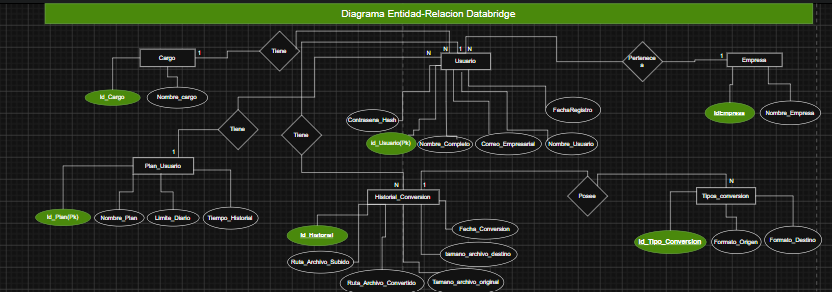 Diagrama Entidad-Relacion Databridge
Cargo
1
Tiene
N
1
N
Usuario
Pertenece
a
1
Empresa
Id_Cargo
Nombre_cargo
N
Contrasena_Hash
FechaRegistro
IdEmpresa
Nombre_Empresa
Tiene
Tiene
id_Usuario(Pk)
Nombre_Completo
Correo_Empresarial
Nombre_Usuario
1
Plan_Usuario
N
1
Historial_Conversion
Posee
N
Tipos_conversion
Id_Plan(Pk)
Nombre_Plan
Limite_Diario
Tiempo_Historial
Id_Historial
Fecha_Conversion
Id_Tipo_Conversion
Formato_Origen
Formato_Destino
Ruta_Archivo_Subido
tamano_archivo_destino
Ruta_Archivo_Convertido
Tamano_archivo_original